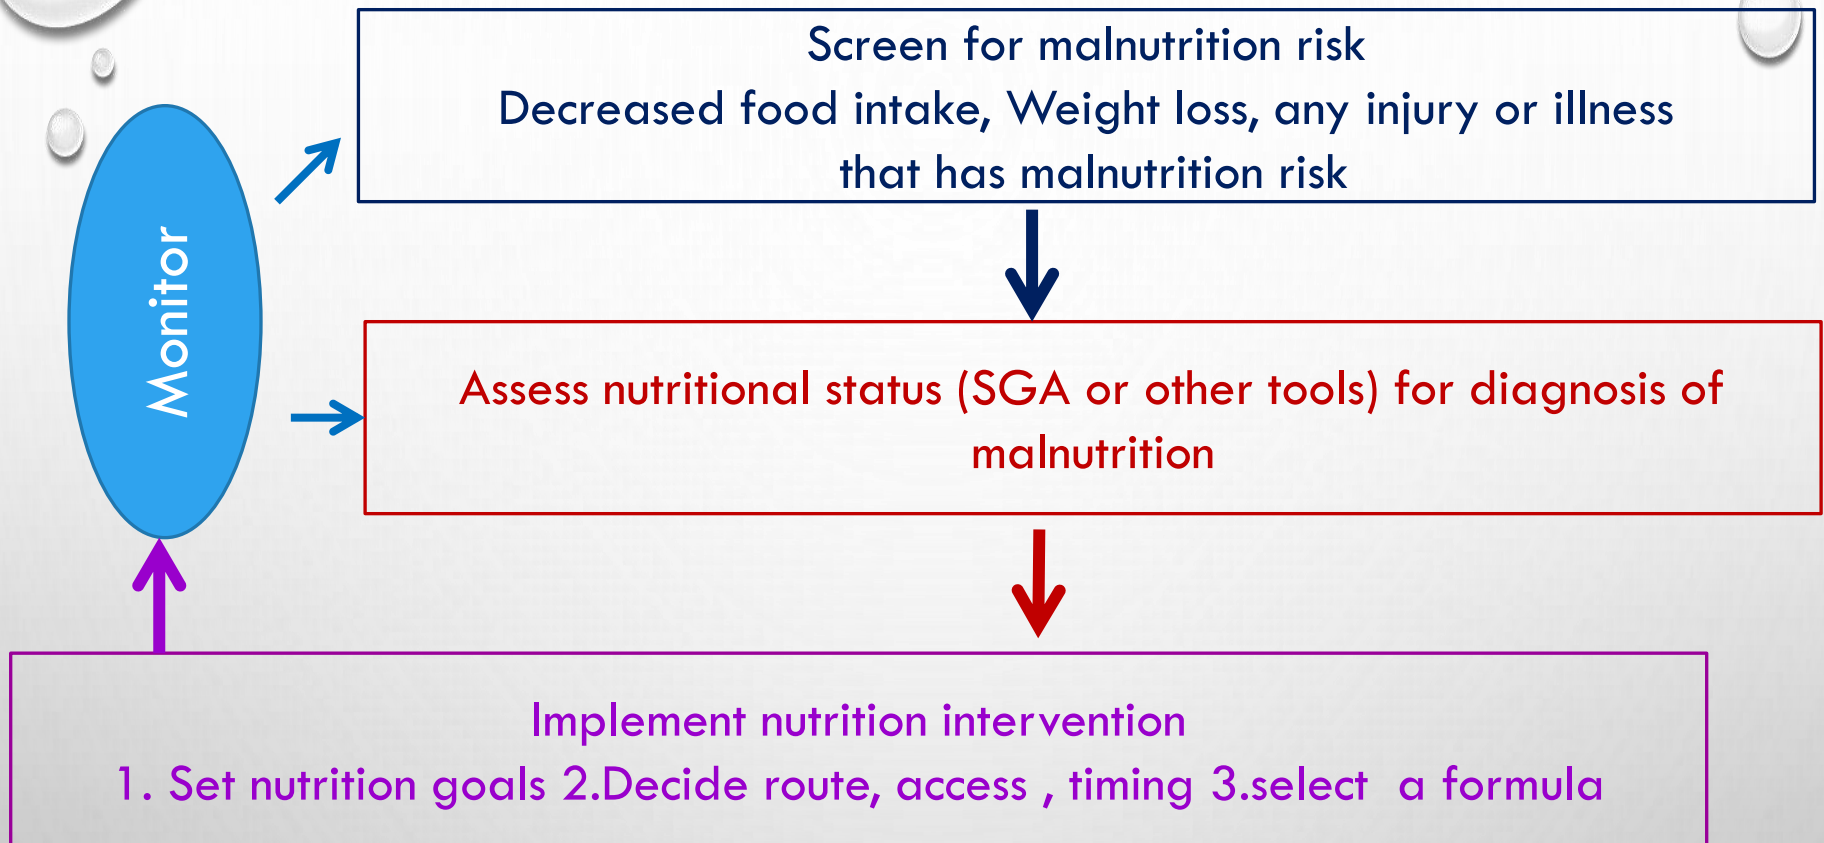 Screen for malnutrition risk
Decreased food intake, Weight loss, any injury or illness
that has malnutrition risk
Monitor
Assess nutritional status (SGA or other tools) for diagnosis of
malnutrition
Implement nutrition intervention
1. Set nutrition goals 2.Decide route, access , timing 3.select  a formula